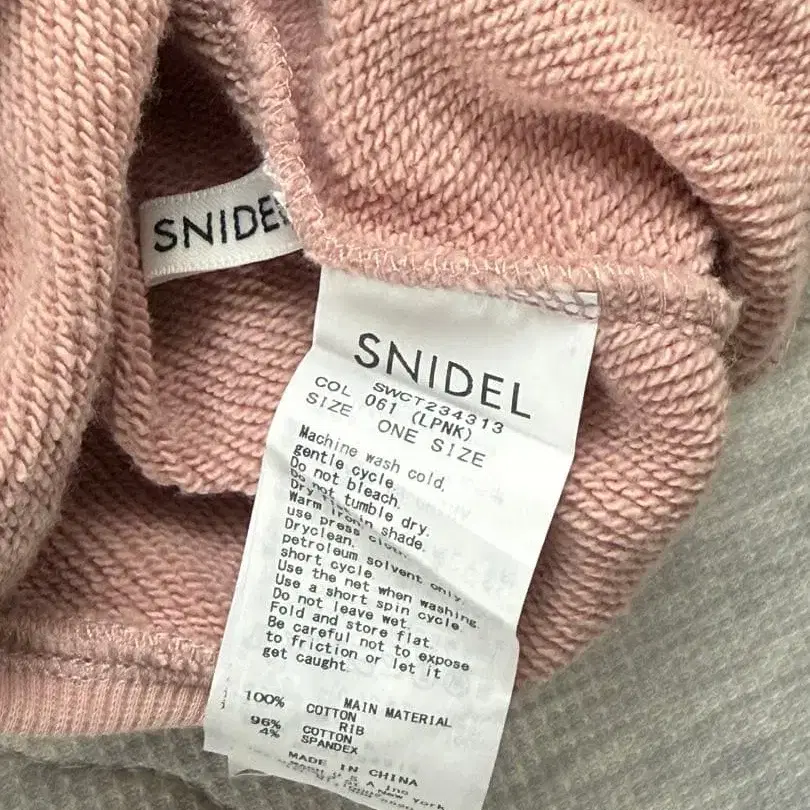 SNIDEL
SNIDEL
SWCT234313
COL 061 (LPNK)
SIZE ONE SIZE
Machine wash cold,
gentle cycle.
Do not bleach.
Do not tumble dry.
Dry in shade.
Warm iron
use press cloth.
Dryclean.
petroleum solvent only.
short cycle.
Use the net when washing.
Use a short spin cycle.
Do not leave wet.
Fold and store flat.
Be careful not to expose
to friction or let it
get caught.
MAIN MATERIAL
100% COTTON
RIB
96% COTTON
4% SPANDEX
MADE IN CHINA
U S A
New York